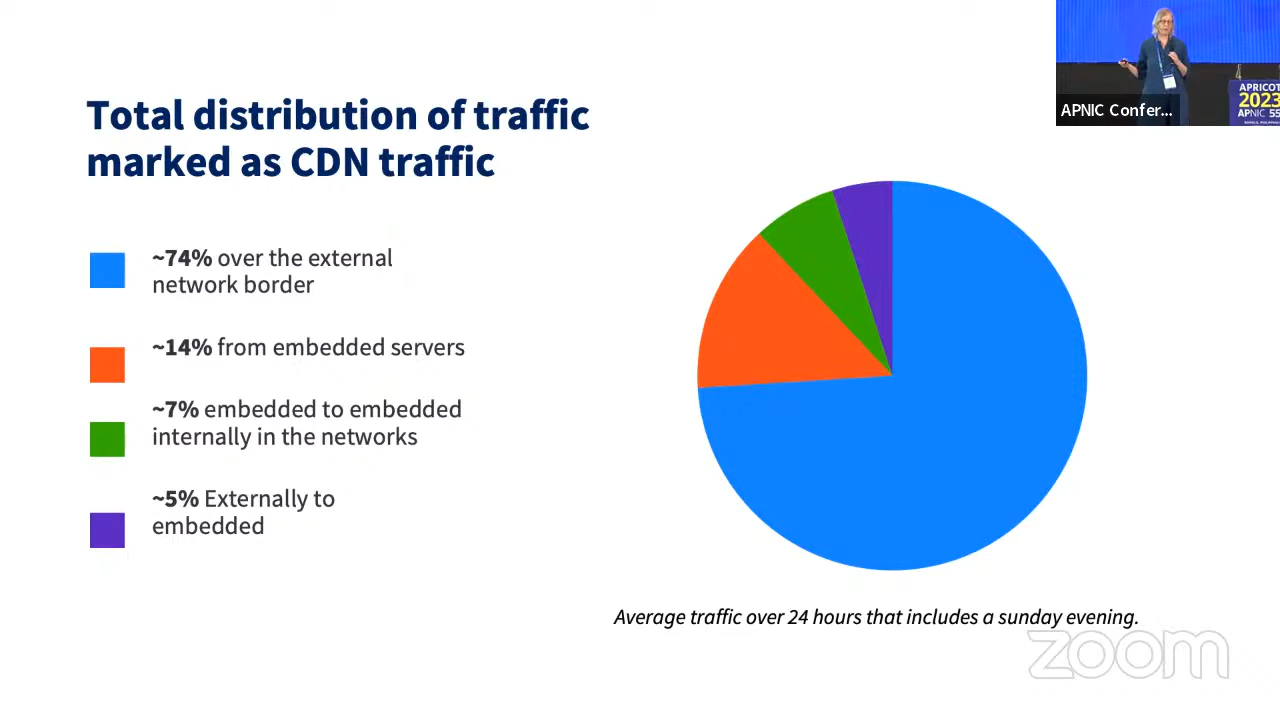 Total distribution of traffic
marked as CDN traffic
~74% over the external
network border
~14% from embedded servers
~7% embedded to embedded
internally in the networks
~5% Externally to
embedded
Average traffic over 24 hours that includes a sunday evening.
APNIC Confer...
APRICOT
2023
APNIC 55
zoom